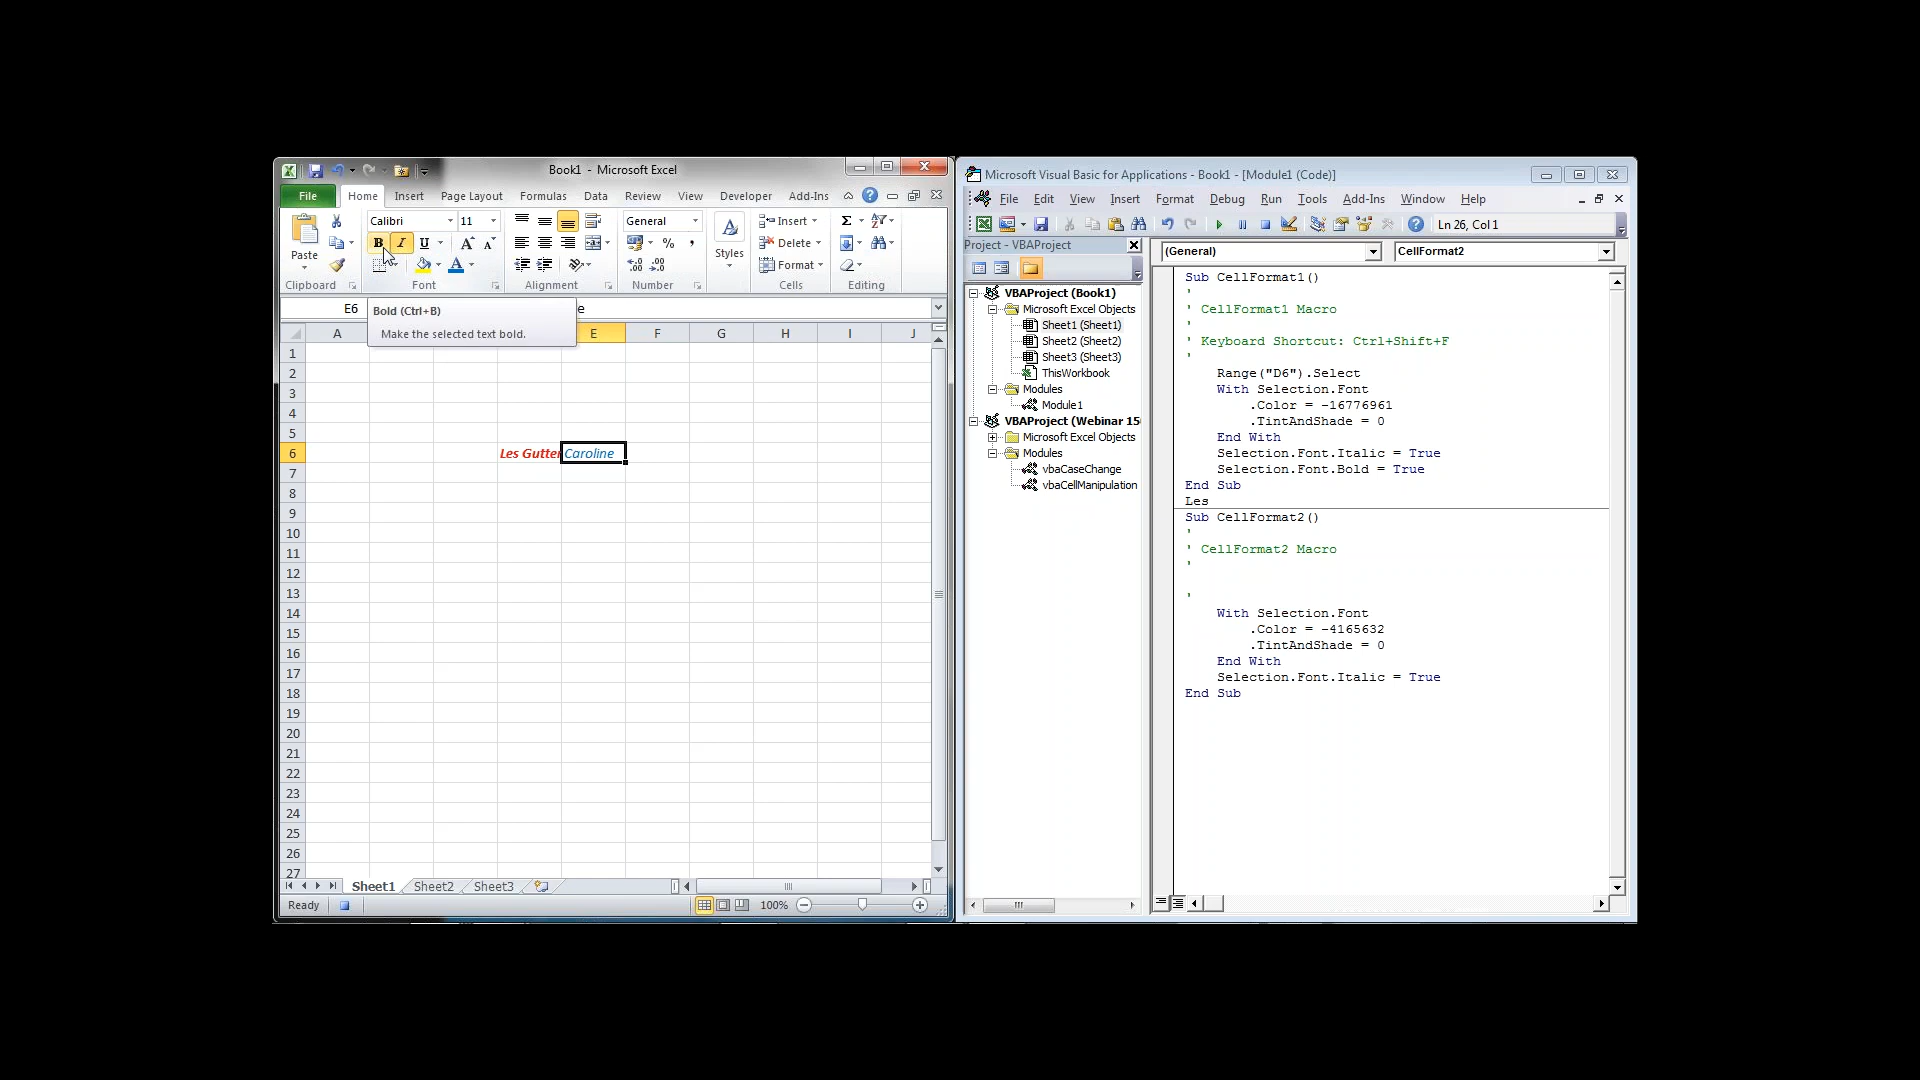 Book1 - Microsoft Excel
File Home Insert Page Layout Formulas Data Review View Developer Add-Ins
Paste
Calibri 11
B I U
General
Styles
Insert
Delete
Format
Clipboard Font Alignment Number Cells Editing
E6
e
Bold (Ctrl+B)
Make the selected text bold.
A E F G H I J
1
2
3
4
5
6 Les Gutter Caroline
7
8
9
10
11
12
13
14
15
16
17
18
19
20
21
22
23
24
25
26
27
Sheet1 Sheet2 Sheet3
Ready 100%
Microsoft Visual Basic for Applications - Book1 - [Module1 (Code)]
File Edit View Insert Format Debug Run Tools Add-Ins Window Help
Ln 26, Col 1
Project - VBAProject
VBAProject (Book1)
Microsoft Excel Objects
Sheet1 (Sheet1)
Sheet2 (Sheet2)
Sheet3 (Sheet3)
ThisWorkbook
Modules
Module1
VBAProject (Webinar 15
Microsoft Excel Objects
Modules
vbaCaseChange
vbaCellManipulation
(General) CellFormat2
Sub CellFormat1()
'
' CellFormat1 Macro
'
' Keyboard Shortcut: Ctrl+Shift+F
'
Range("D6").Select
With Selection.Font
.Color = -16776961
.TintAndShade = 0
End With
Selection.Font.Italic = True
Selection.Font.Bold = True
End Sub
Les
Sub CellFormat2()
'
' CellFormat2 Macro
'
'
With Selection.Font
.Color = -4165632
.TintAndShade = 0
End With
Selection.Font.Italic = True
End Sub